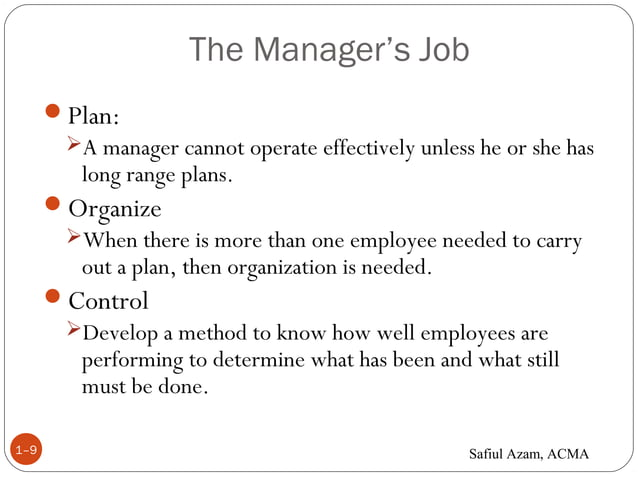 The Manager's Job
Plan:
A manager cannot operate effectively unless he or she has
long range plans.
Organize
When there is more than one employee needed to carry
out a plan, then organization is needed.
Control
Develop a method to know how well employees are
performing to determine what has been and what still
must be done.
1–9
Safiul Azam, ACMA